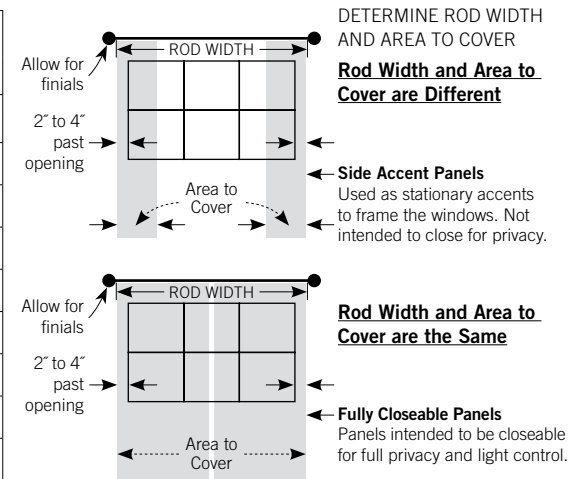 DETERMINE ROD WIDTH
AND AREA TO COVER
Rod Width and Area to
Cover are Different
ROD WIDTH
Allow for
finials
2˝ to 4˝
past
opening
Area to
Cover
Side Accent Panels
Used as stationary accents
to frame the windows. Not
intended to close for privacy.
ROD WIDTH
Allow for
finials
2˝ to 4˝
past
opening
Area to
Cover
Rod Width and Area to
Cover are the Same
Fully Closeable Panels
Panels intended to be closeable
for full privacy and light control.